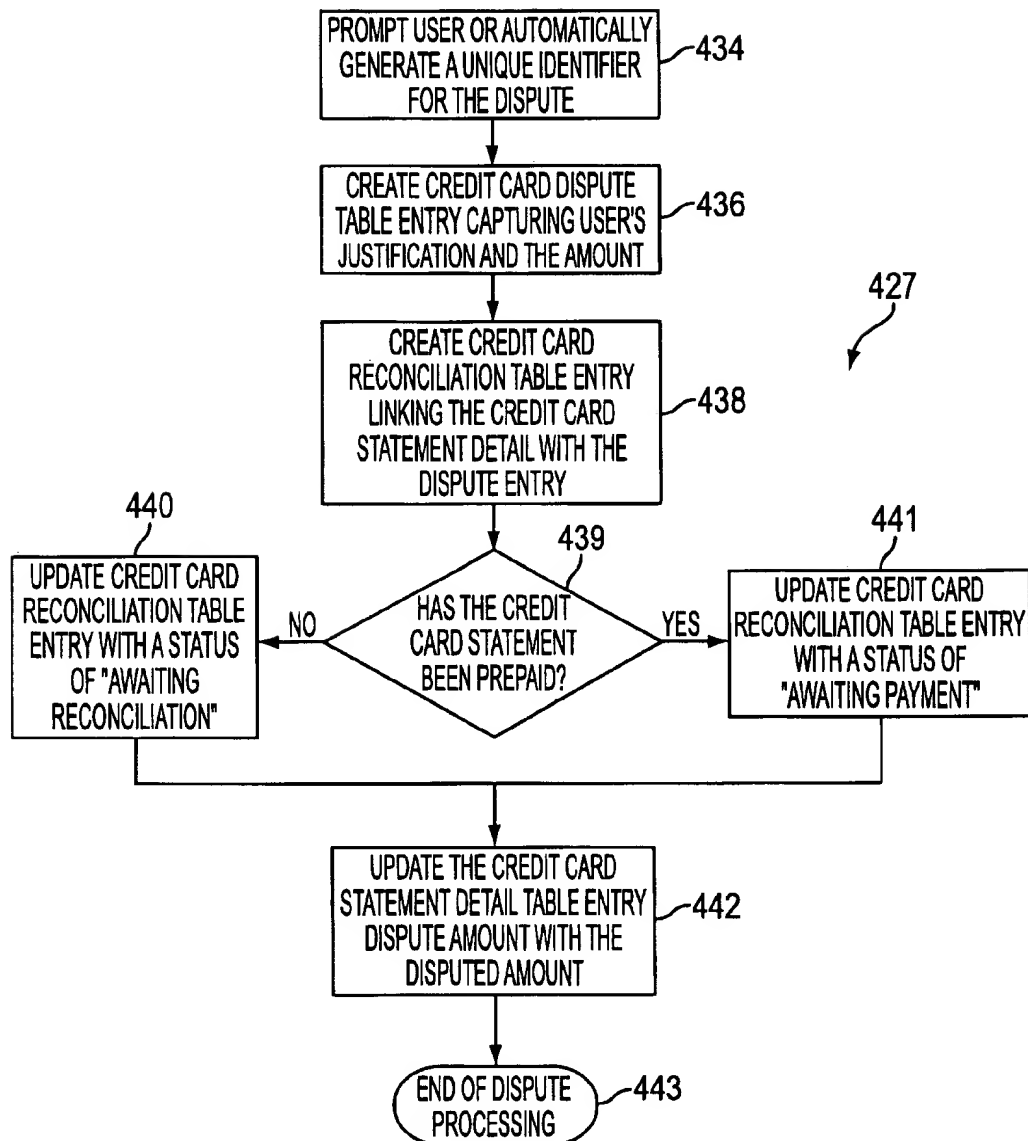 PROMPT USER OR AUTOMATICALLY
GENERATE A UNIQUE IDENTIFIER
FOR THE DISPUTE
434
CREATE CREDIT CARD DISPUTE
TABLE ENTRY CAPTURING USER'S
JUSTIFICATION AND THE AMOUNT
436
427
CREATE CREDIT CARD
RECONCILIATION TABLE ENTRY
LINKING THE CREDIT CARD
STATEMENT DETAIL WITH THE
DISPUTE ENTRY
438
440
UPDATE CREDIT CARD
RECONCILIATION TABLE
ENTRY WITH A STATUS
OF "AWAITING
RECONCILIATION"
NO
439
HAS THE CREDIT
CARD STATEMENT
BEEN PREPAID?
YES
441
UPDATE CREDIT CARD
RECONCILIATION TABLE ENTRY
WITH A STATUS OF
"AWAITING PAYMENT"
UPDATE THE CREDIT CARD
STATEMENT DETAIL TABLE ENTRY
DISPUTE AMOUNT WITH THE
DISPUTED AMOUNT
442
END OF DISPUTE
PROCESSING
443